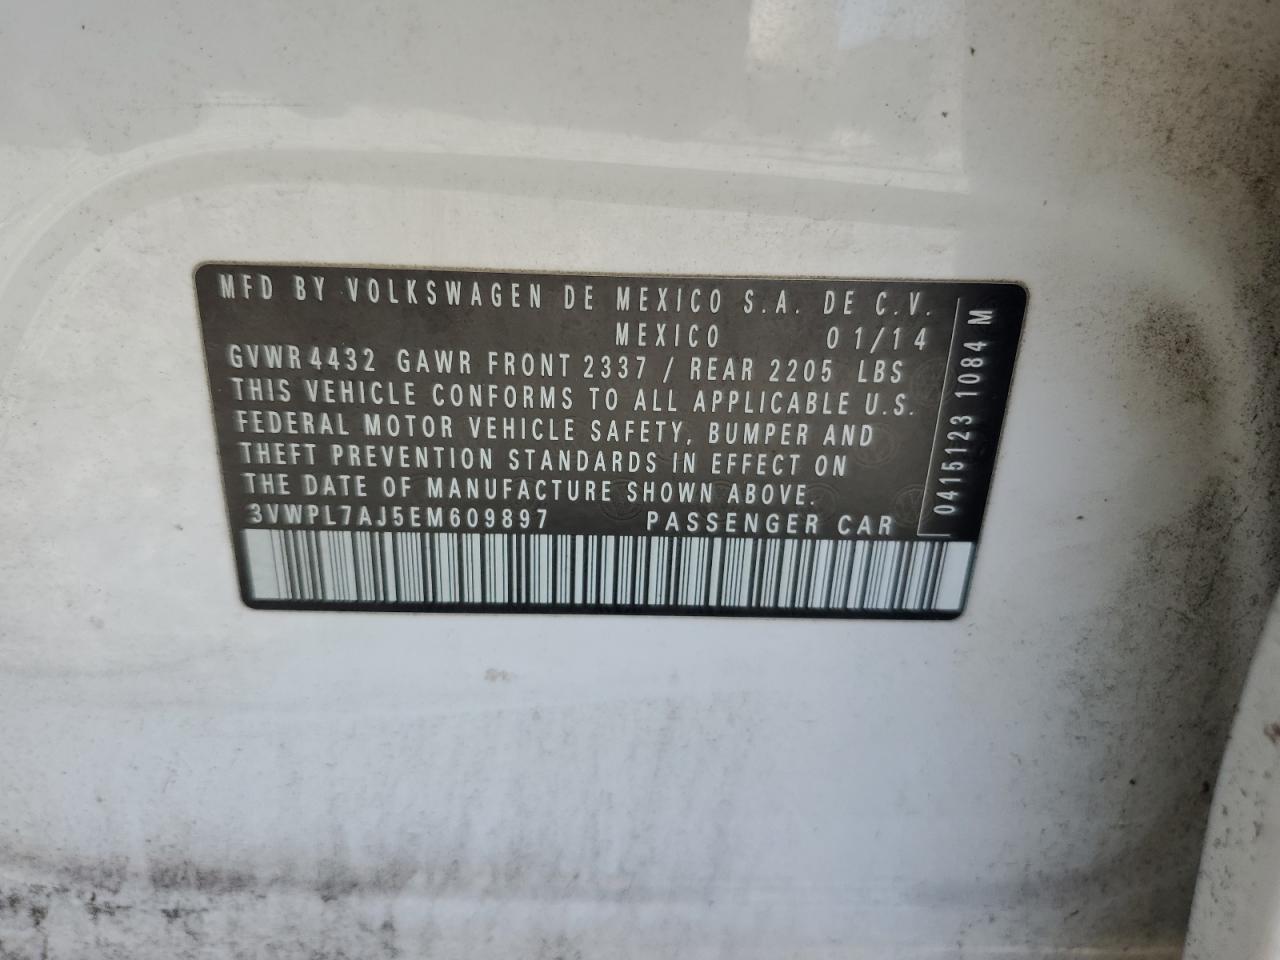 MFD BY VOLKSWAGEN DE MEXICO S.A. DE C.V.
MEXICO 01/14
GVWR 4432 GAWR FRONT 2337 / REAR 2205 LBS
THIS VEHICLE CONFORMS TO ALL APPLICABLE U.S.
FEDERAL MOTOR VEHICLE SAFETY, BUMPER AND
THEFT PREVENTION STANDARDS IN EFFECT ON
THE DATE OF MANUFACTURE SHOWN ABOVE.
3VWPL7AJ5EM609897 PASSENGER CAR
0415123 1084 M